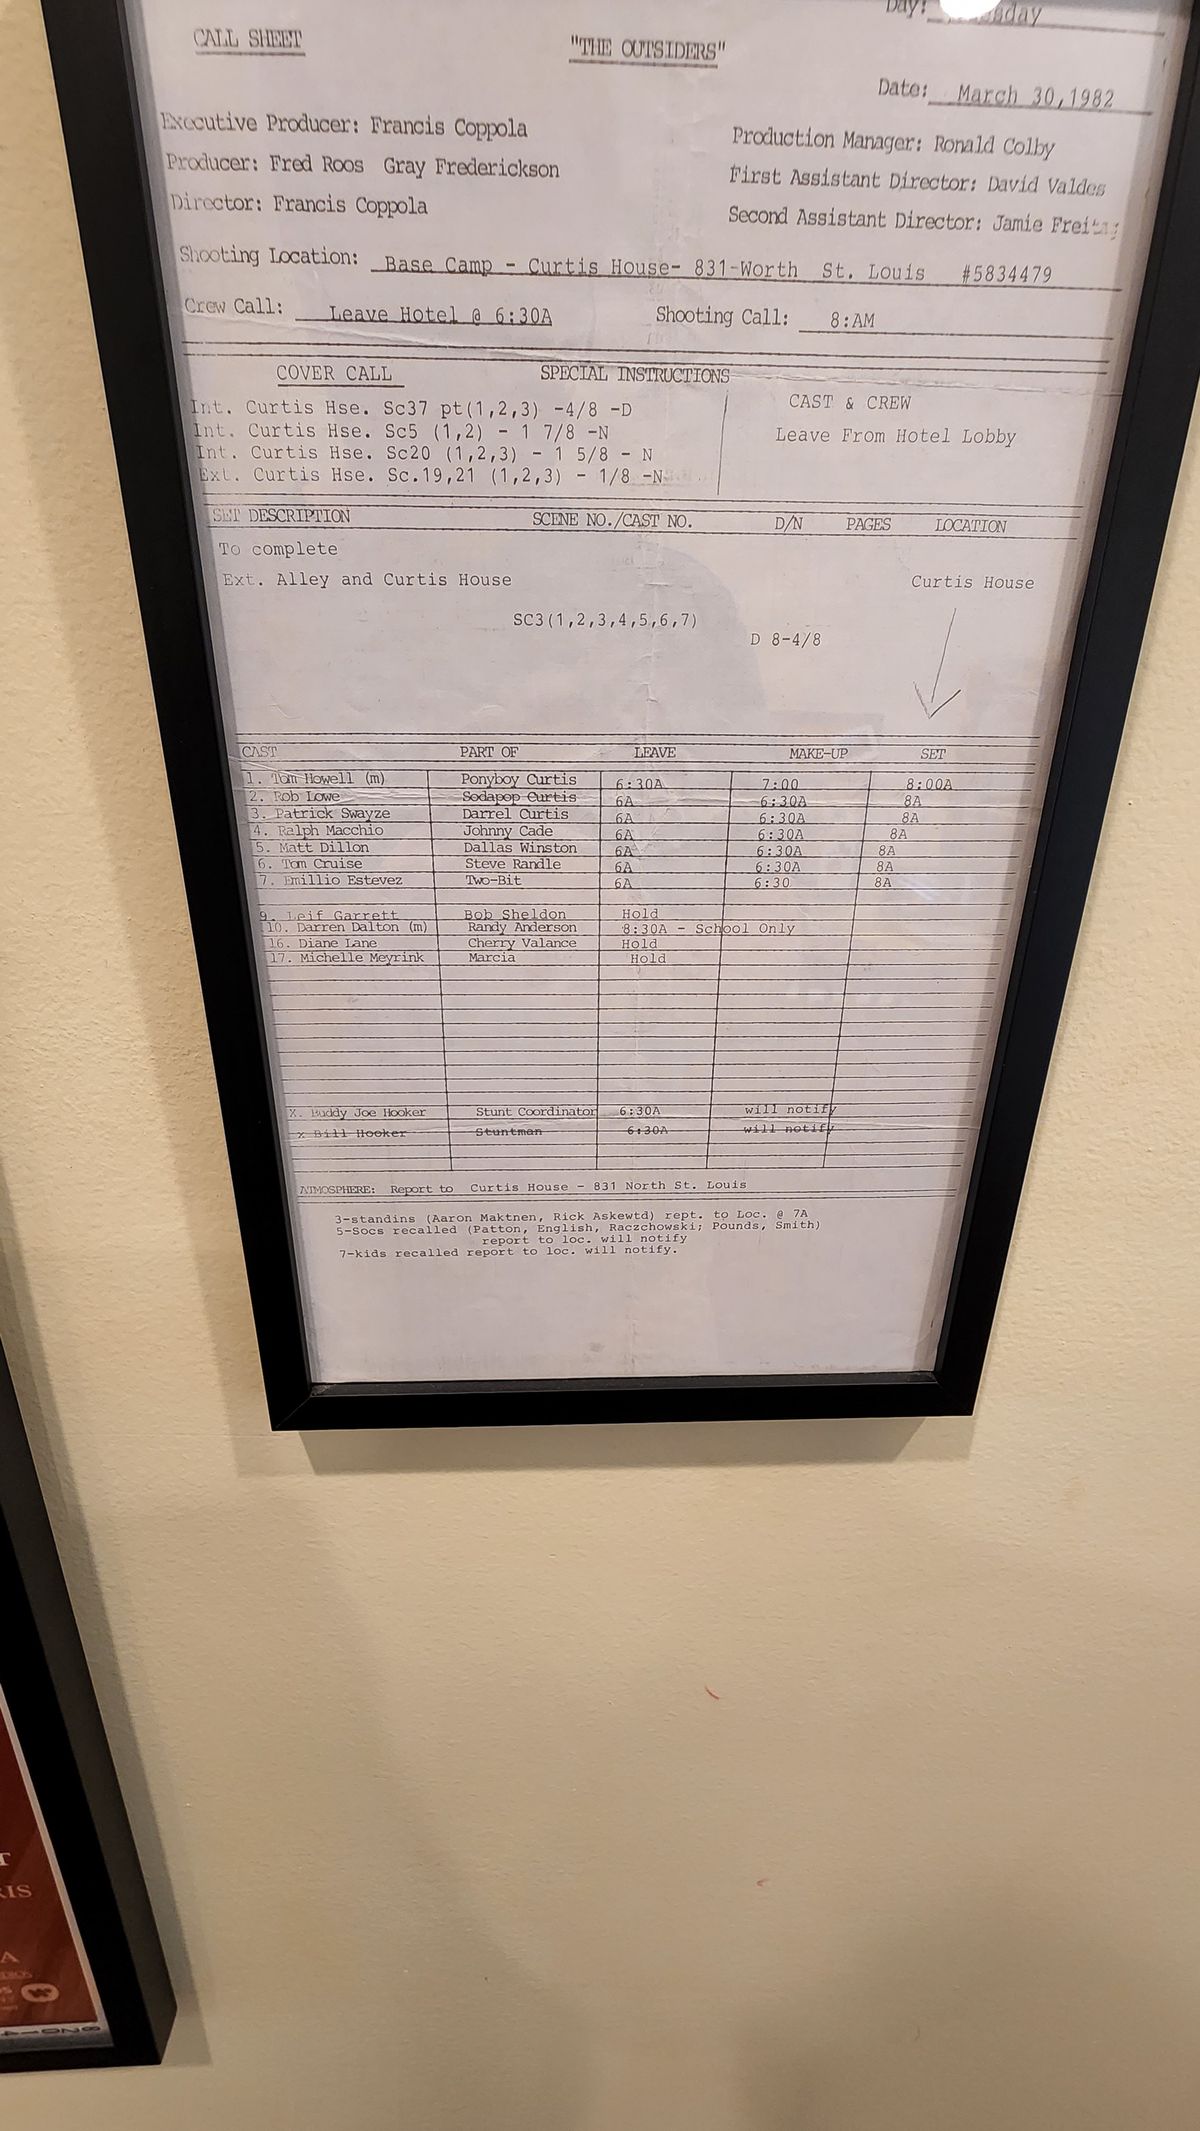 Day:
CALL SHEET "THE OUTSIDERS"
Date: March 30,1982
Executive Producer: Francis Coppola
Production Manager: Ronald Colby
Producer: Fred Roos Gray Frederickson
First Assistant Director: David Valdes
Director: Francis Coppola
Second Assistant Director: Jamie Freitag
Shooting Location: Base Camp - Curtis House- 831-Worth St. Louis #5834479
Crew Call: Leave Hotel @ 6:30A Shooting Call: 8:AM
COVER CALL SPECIAL INSTRUCTIONS
Int. Curtis Hse. Sc37 pt(1,2,3) -4/8 -D CAST & CREW
Int. Curtis Hse. Sc5 (1,2) - 1 7/8 -N Leave From Hotel Lobby
Int. Curtis Hse. Sc20 (1,2,3) - 1 5/8 - N
Ext. Curtis Hse. Sc.19,21 (1,2,3) - 1/8 -N
SET DESCRIPTION SCENE NO./CAST NO. D/N PAGES LOCATION
To complete
Ext. Alley and Curtis House Curtis House
SC3(1,2,3,4,5,6,7)
D 8-4/8
CAST PART OF LEAVE MAKE-UP SET
1. Tom Howell (m) Ponyboy Curtis 6:30A 7:00 8:00A
2. Rob Lowe Sodapop Curtis 6A 6:30A 8A
3. Patrick Swayze Darrel Curtis 6A 6:30A 8A
4. Ralph Macchio Johnny Cade 6A 6:30A 8A
5. Matt Dillon Dallas Winston 6A 6:30A 8A
6. Tom Cruise Steve Randle 6A 6:30A 8A
7. Emillio Estevez Two-Bit 6A 6:30 8A
9. Leif Garrett Bob Sheldon Hold
10. Darren Dalton (m) Randy Anderson 8:30A - School Only
16. Diane Lane Cherry Valance Hold
17. Michelle Meyrink Marcia Hold
X. Buddy Joe Hooker Stunt Coordinator 6:30A will notify
x Bill Hooker Stuntman 6:30A will notify
ATMOSPHERE: Report to Curtis House - 831 North St. Louis
3-standins (Aaron Maktnen, Rick Askewtd) rept. to Loc. @ 7A
5-Socs recalled (Patton, English, Raczchowski; Pounds, Smith)
report to loc. will notify
7-kids recalled report to loc. will notify.
T
RIS
A